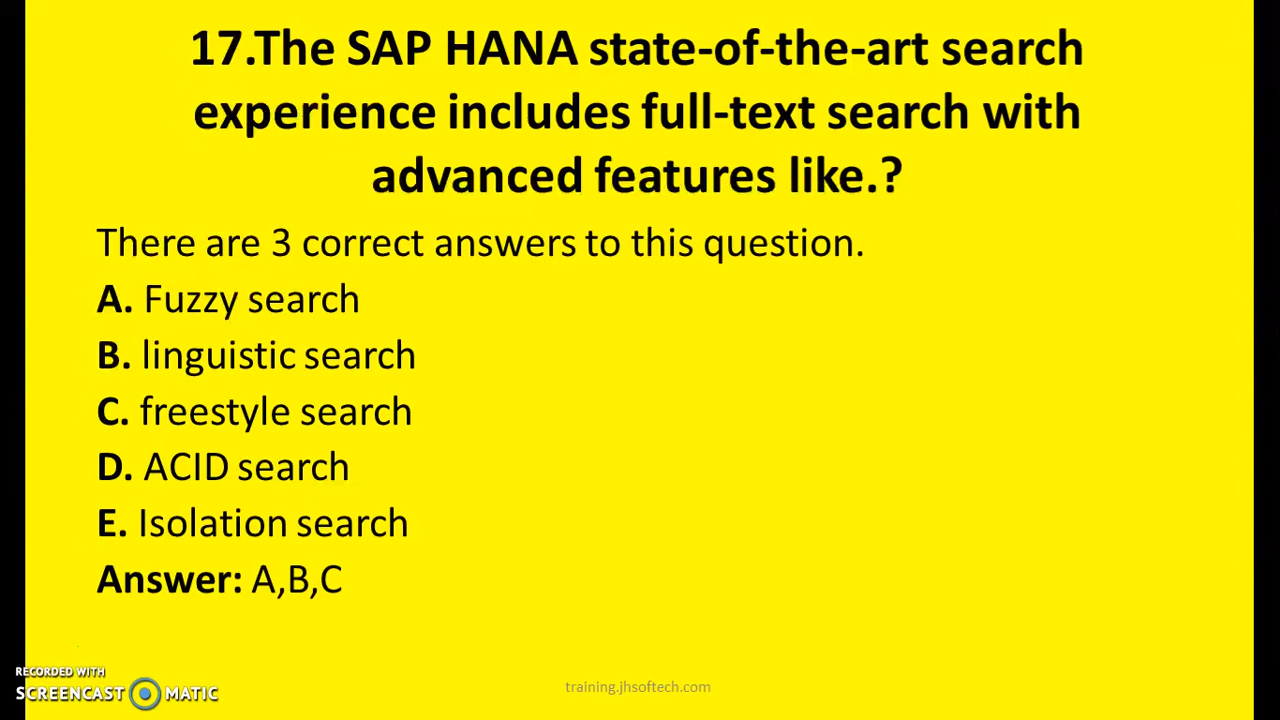 17.The SAP HANA state-of-the-art search
experience includes full-text search with
advanced features like.?
There are 3 correct answers to this question.
A. Fuzzy search
B. linguistic search
C. freestyle search
D. ACID search
E. Isolation search
Answer: A,B,C
RECORDED WITH
SCREENCAST MATIC
training.jhsoftech.com